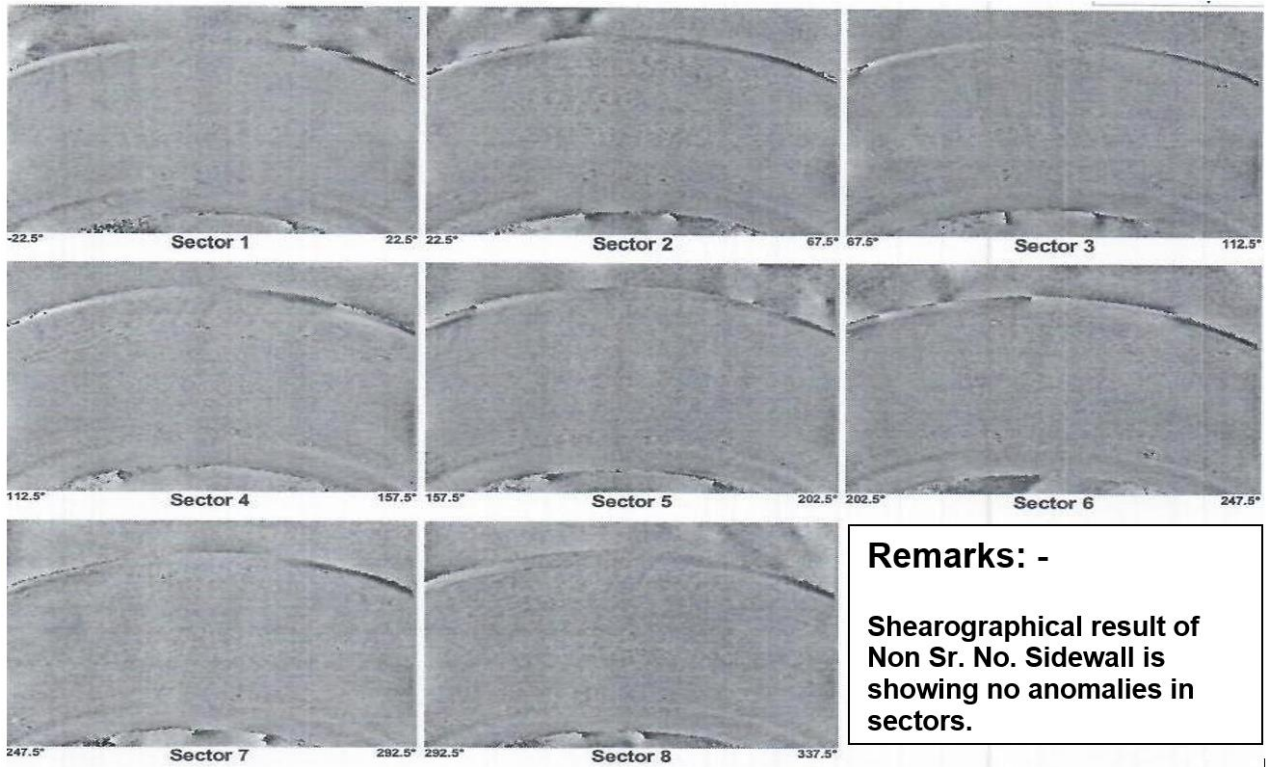 -22.5° Sector 1 22.5°
22.5° Sector 2 67.5°
67.5° Sector 3 112.5°
112.5° Sector 4 157.5°
157.5° Sector 5 202.5°
202.5° Sector 6 247.5°
247.5° Sector 7 292.5°
292.5° Sector 8 337.5°
Remarks: -
Shearographical result of
Non Sr. No. Sidewall is
showing no anomalies in
sectors.